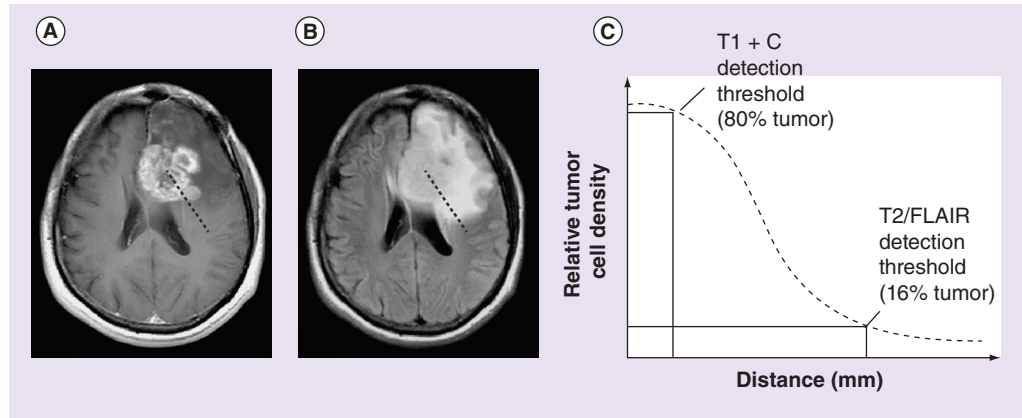 A
B
C
T1 + C
detection
threshold
(80% tumor)
T2/FLAIR
detection
threshold
(16% tumor)
Relative tumor
cell density
Distance (mm)